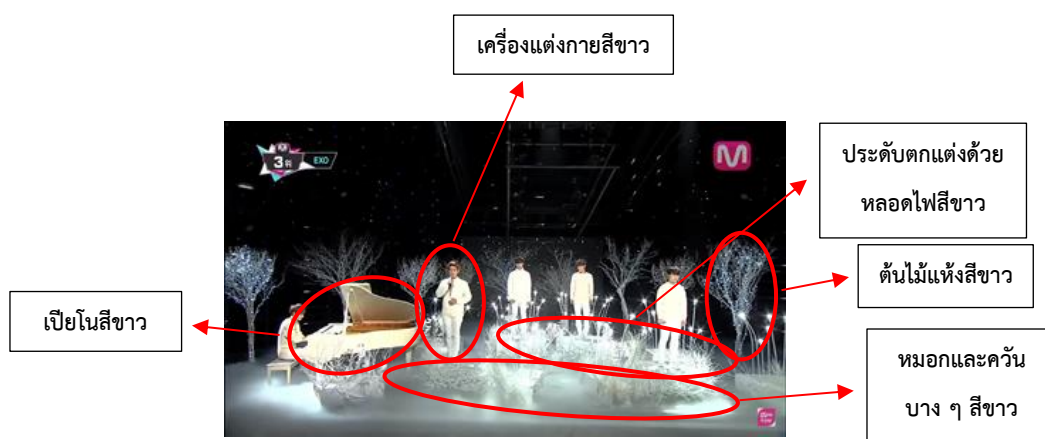 เครื่องแต่งกายสีขาว
ประดับตกแต่งด้วย
หลอดไฟสีขาว
3위 EXO
ต้นไม้แห้งสีขาว
เปียโนสีขาว
หมอกและควัน
บาง ๆ สีขาว